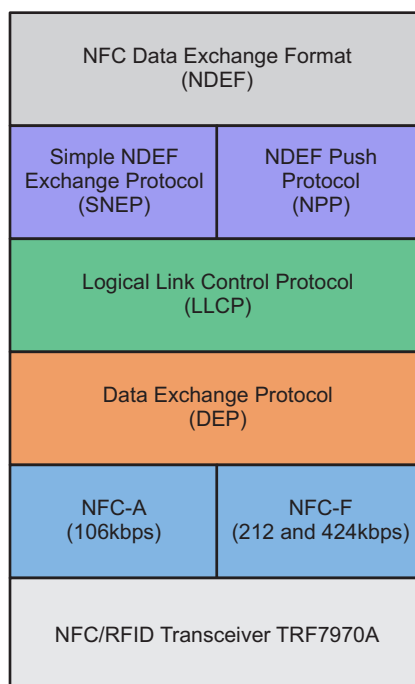 NFC Data Exchange Format
(NDEF)
Simple NDEF
Exchange Protocol
(SNEP)
NDEF Push
Protocol
(NPP)
Logical Link Control Protocol
(LLCP)
Data Exchange Protocol
(DEP)
NFC-A
(106kbps)
NFC-F
(212 and 424kbps)
NFC/RFID Transceiver TRF7970A